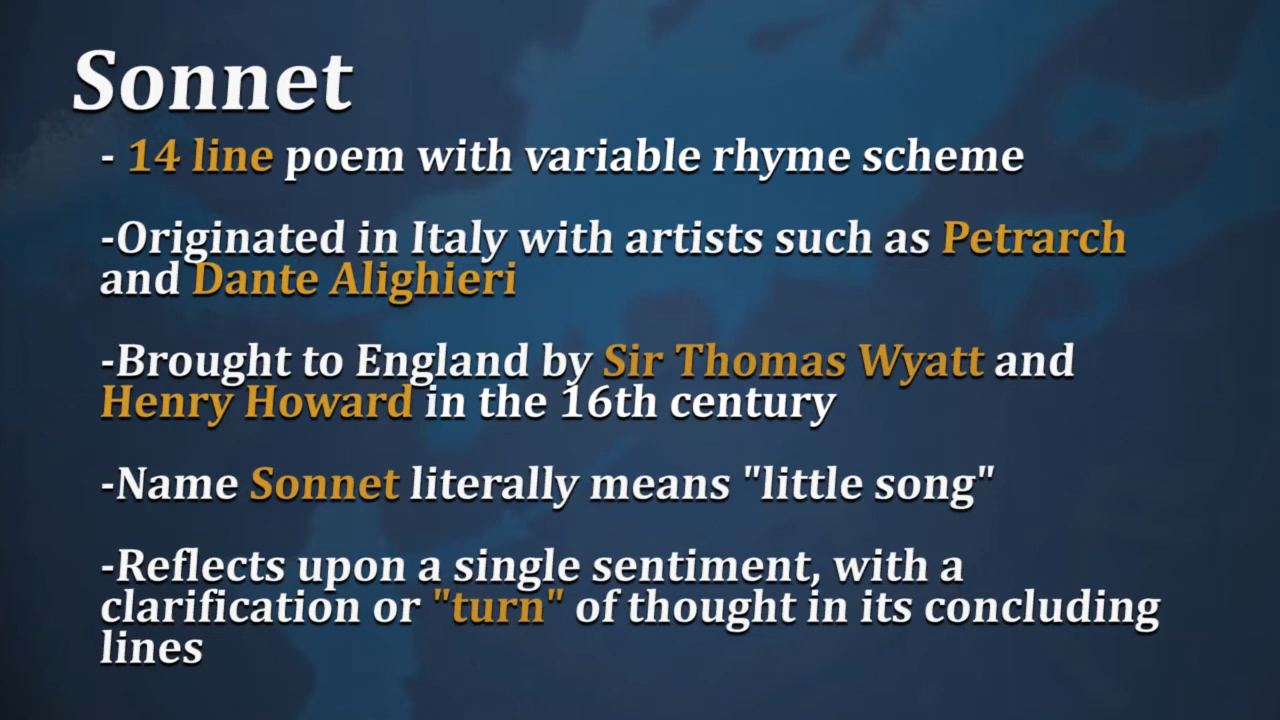 Sonnet
- 14 line poem with variable rhyme scheme
-Originated in Italy with artists such as Petrarch
and Dante Alighieri
-Brought to England by Sir Thomas Wyatt and
Henry Howard in the 16th century
-Name Sonnet literally means "little song"
-Reflects upon a single sentiment, with a
clarification or "turn" of thought in its concluding
lines